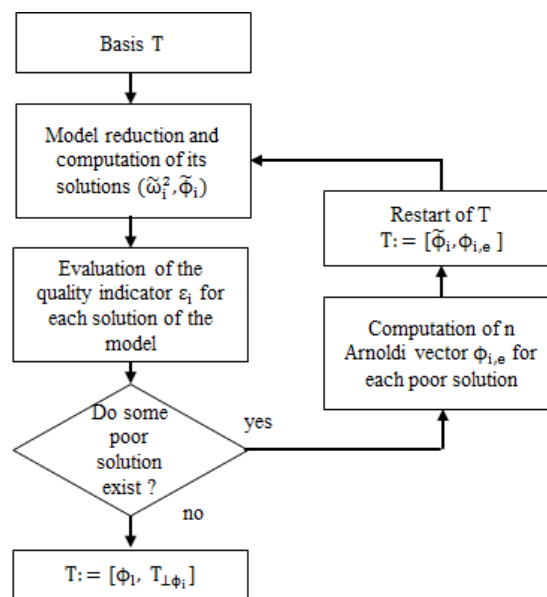 Basis T
Model reduction and
computation of its
solutions (ω̃ᵢ², ϕ̃ᵢ)
Evaluation of the
quality indicator εᵢ for
each solution of the
model
Do some
poor
solution
exist ?
yes
no
Computation of n
Arnoldi vector ϕᵢ,ₑ for
each poor solution
Restart of T
T: = [ϕ̃ᵢ, ϕᵢ,ₑ ]
T: = [ϕₗ, T⊥ϕᵢ]